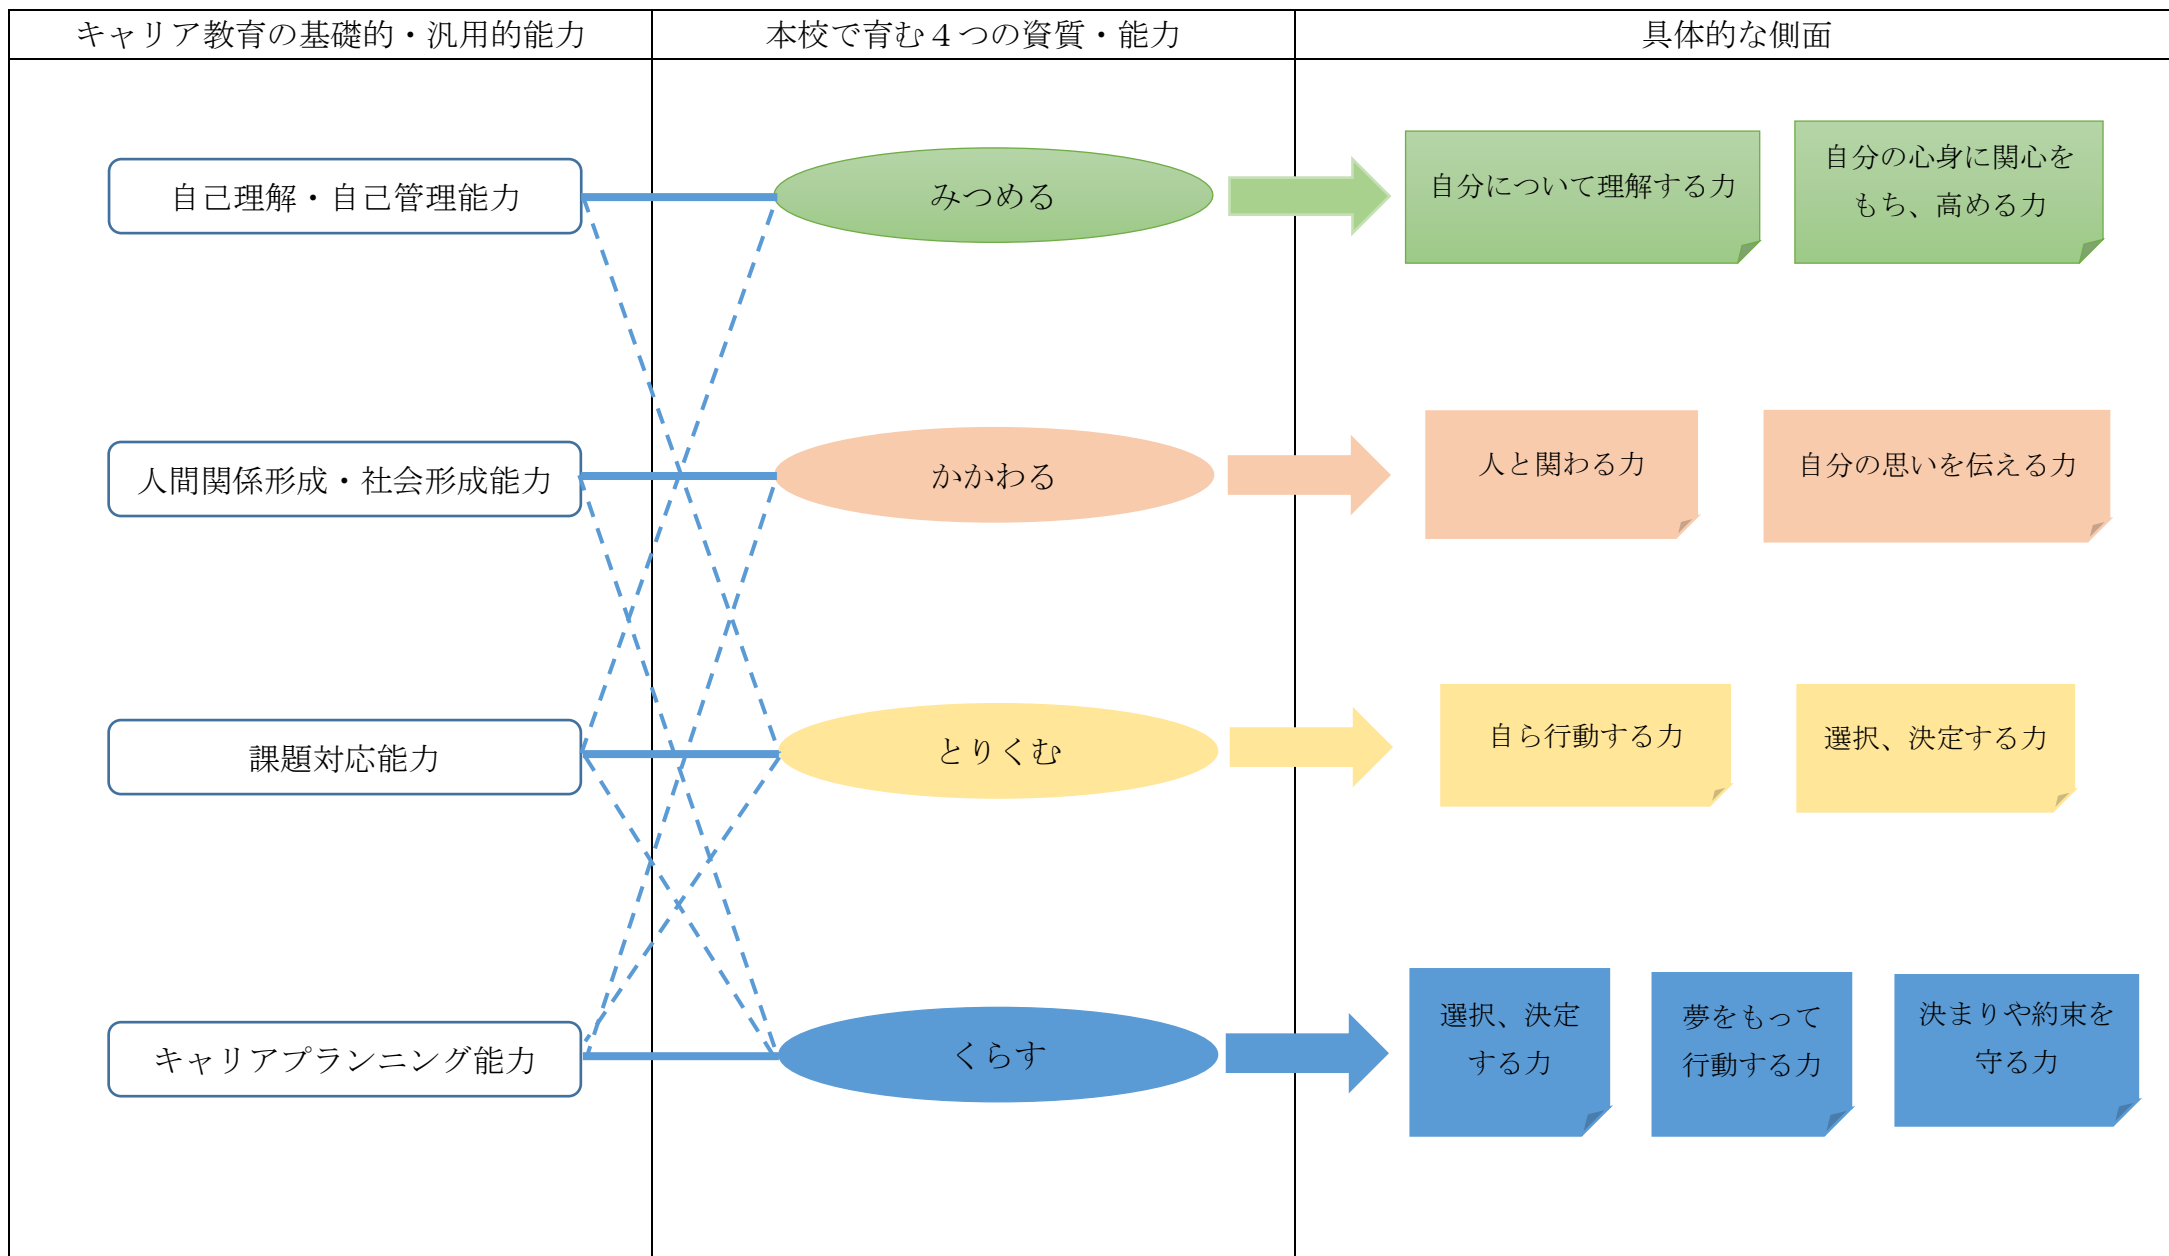 キャリア教育の基礎的・汎用的能力
本校で育む４つの資質・能力
具体的な側面
自己理解・自己管理能力
みつめる
自分について理解する力
自分の心身に関心を
もち、高める力
人間関係形成・社会形成能力
かかわる
人と関わる力
自分の思いを伝える力
課題対応能力
とりくむ
自ら行動する力
選択、決定する力
キャリアプランニング能力
くらす
選択、決定
する力
夢をもって
行動する力
決まりや約束を
守る力